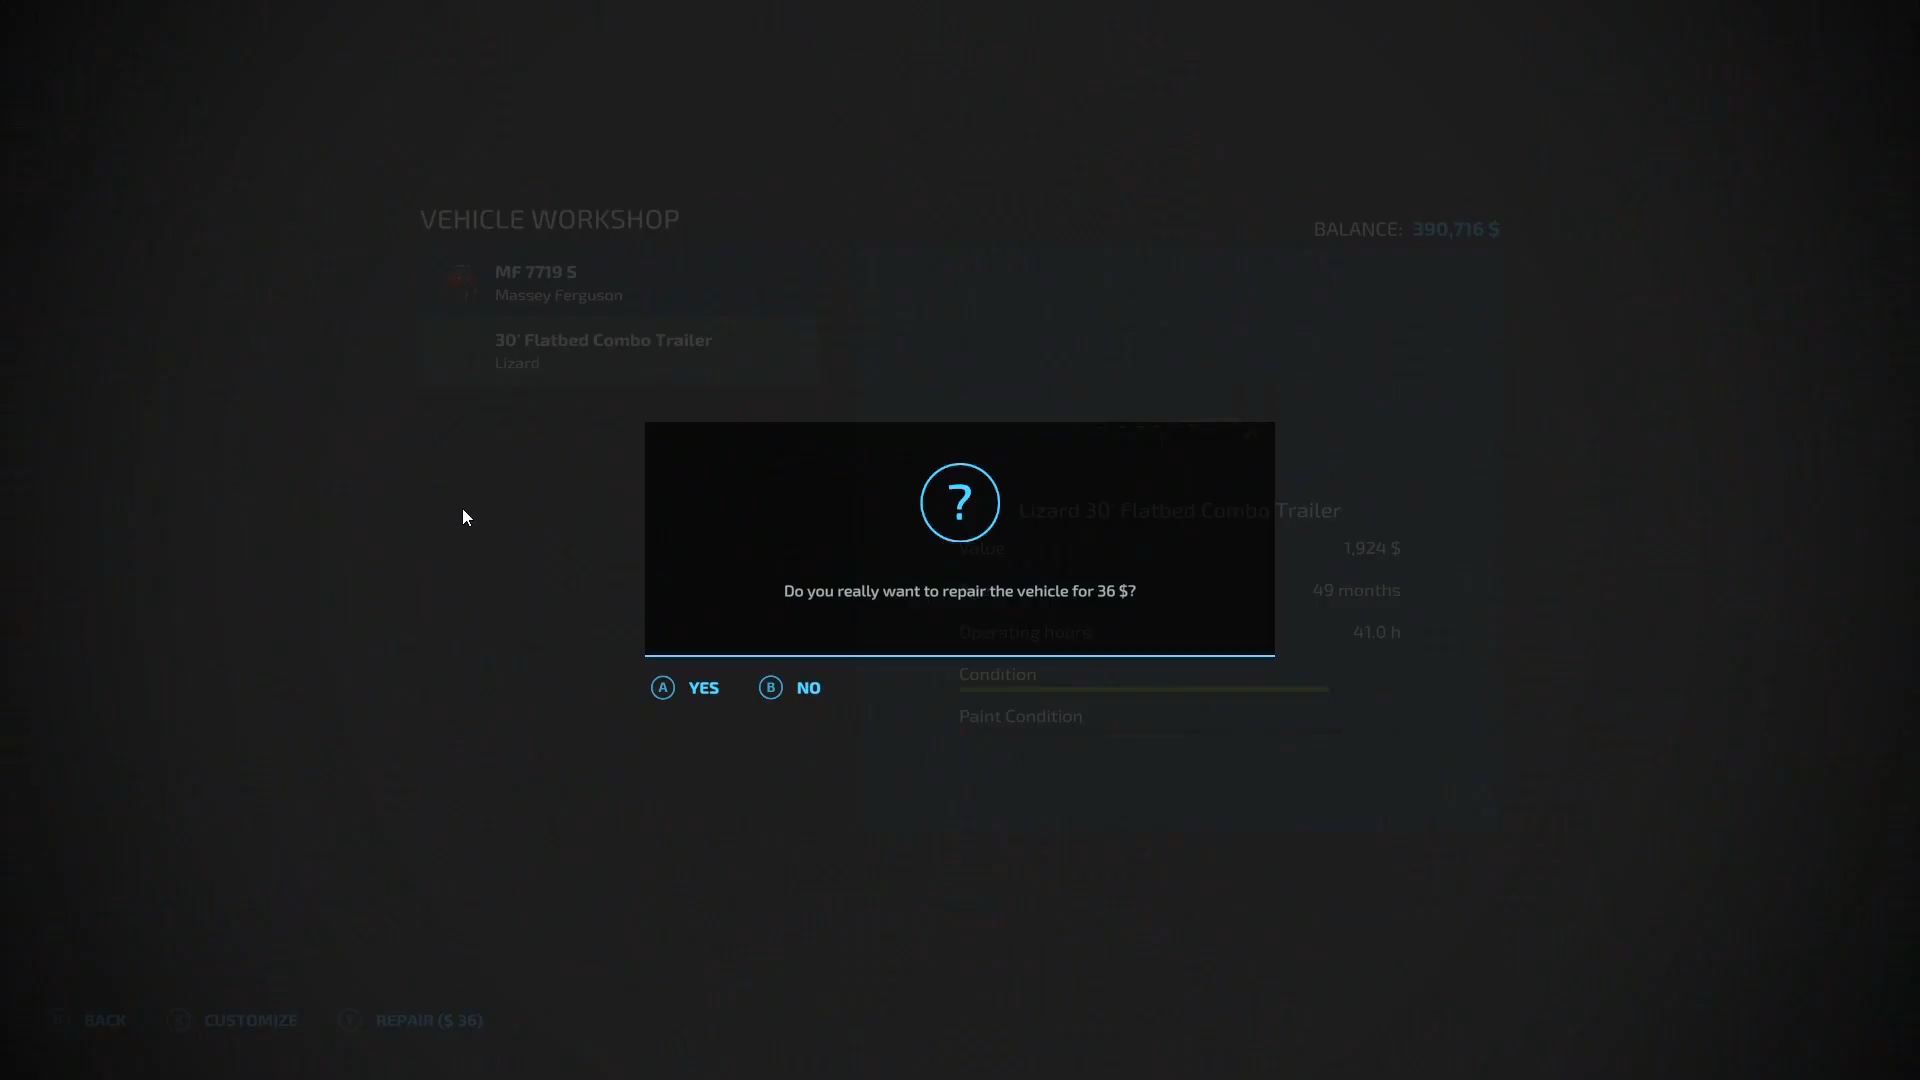 VEHICLE WORKSHOP
BALANCE: 390,716 $
MF 7719 S
Massey Ferguson
30' Flatbed Combo Trailer
Lizard
?
Lizard 30' Flatbed Combo Trailer
Value 1,924 $
Do you really want to repair the vehicle for 36 $?
49 months
Operating hours 41.0 h
Condition
A YES B NO
Paint Condition
BACK CUSTOMIZE REPAIR ($ 36)